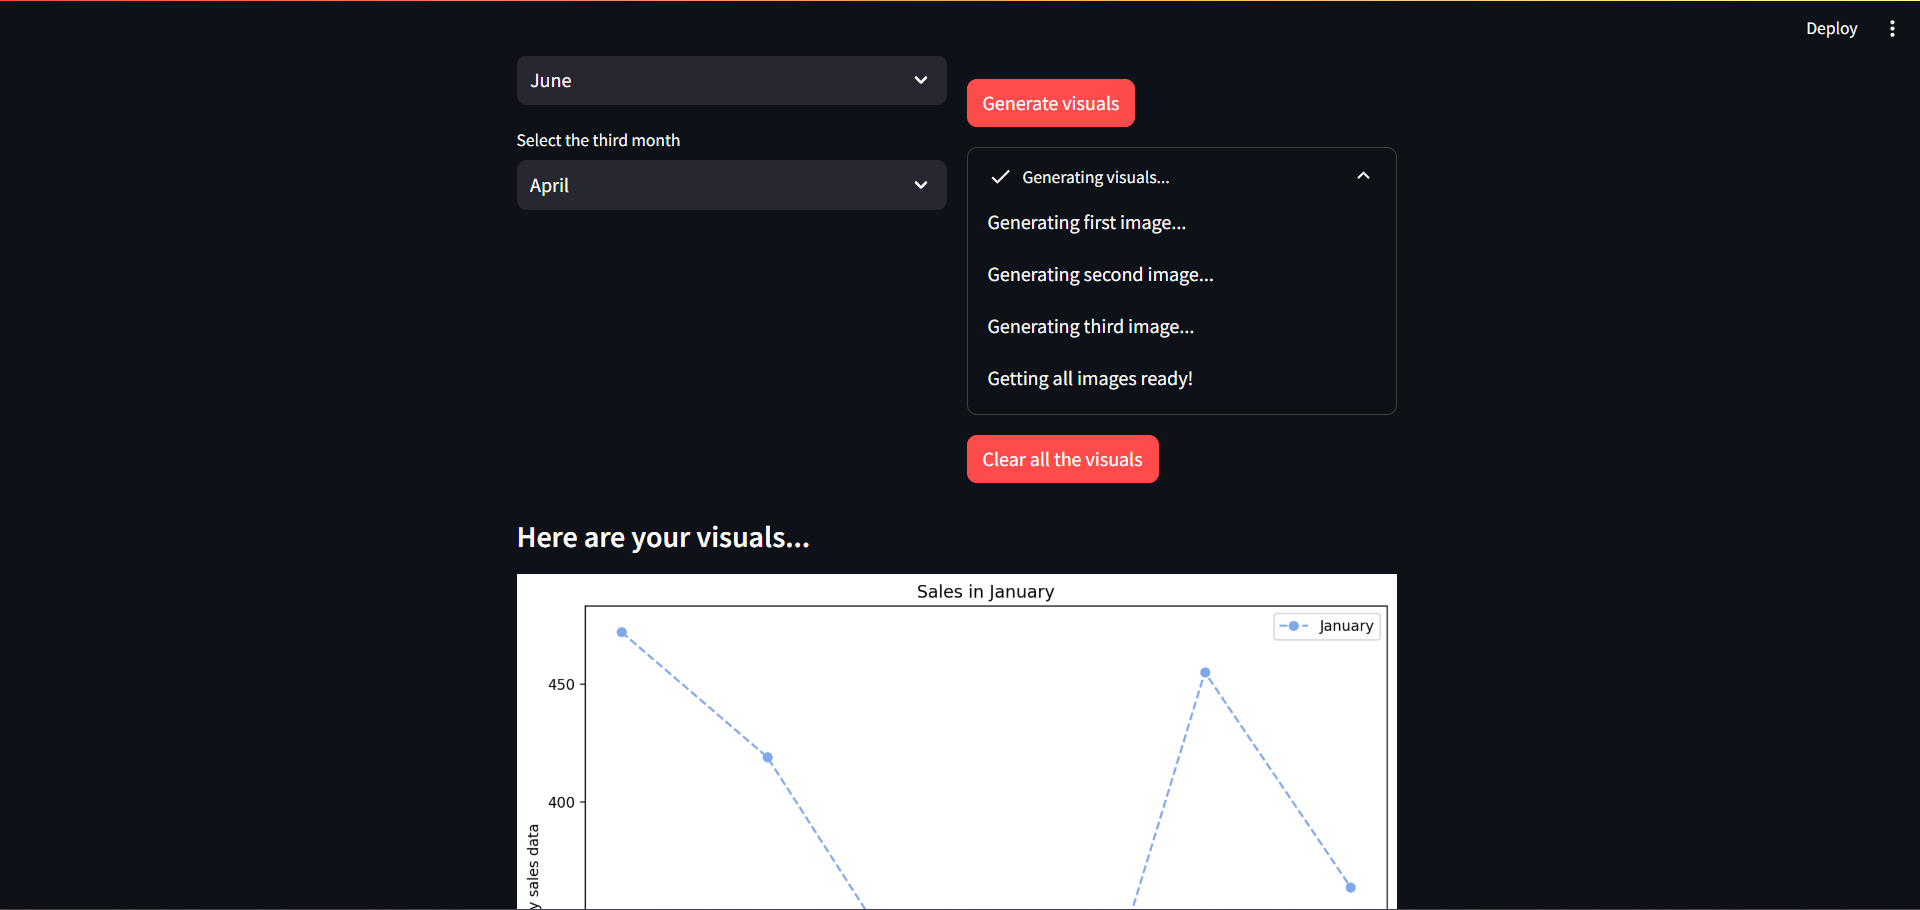 Deploy
June
Select the third month
April
Generate visuals
Generating visuals...
Generating first image...
Generating second image...
Generating third image...
Getting all images ready!
Clear all the visuals
Here are your visuals...
Sales in January
January
450
400
sales data